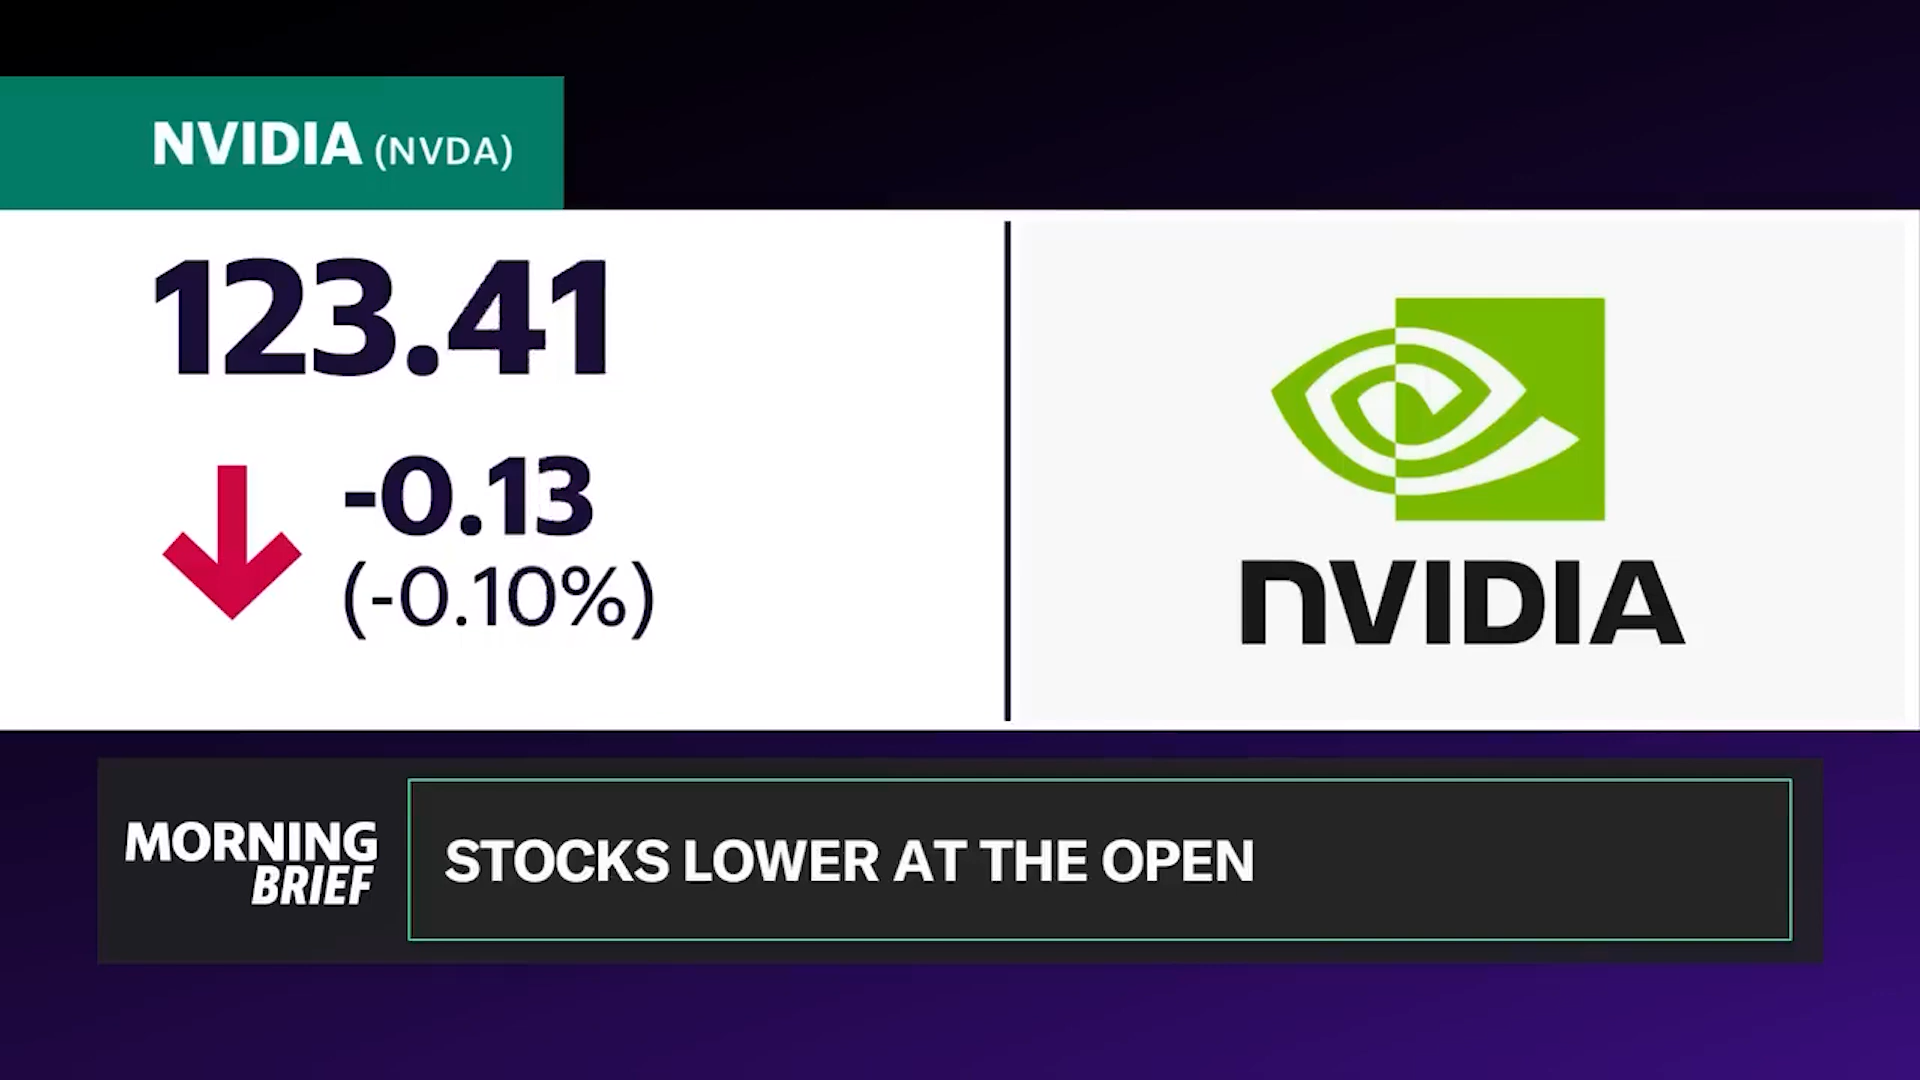 NVIDIA (NVDA)
123.41
-0.13
(-0.10%)
NVIDIA
MORNING
BRIEF
STOCKS LOWER AT THE OPEN